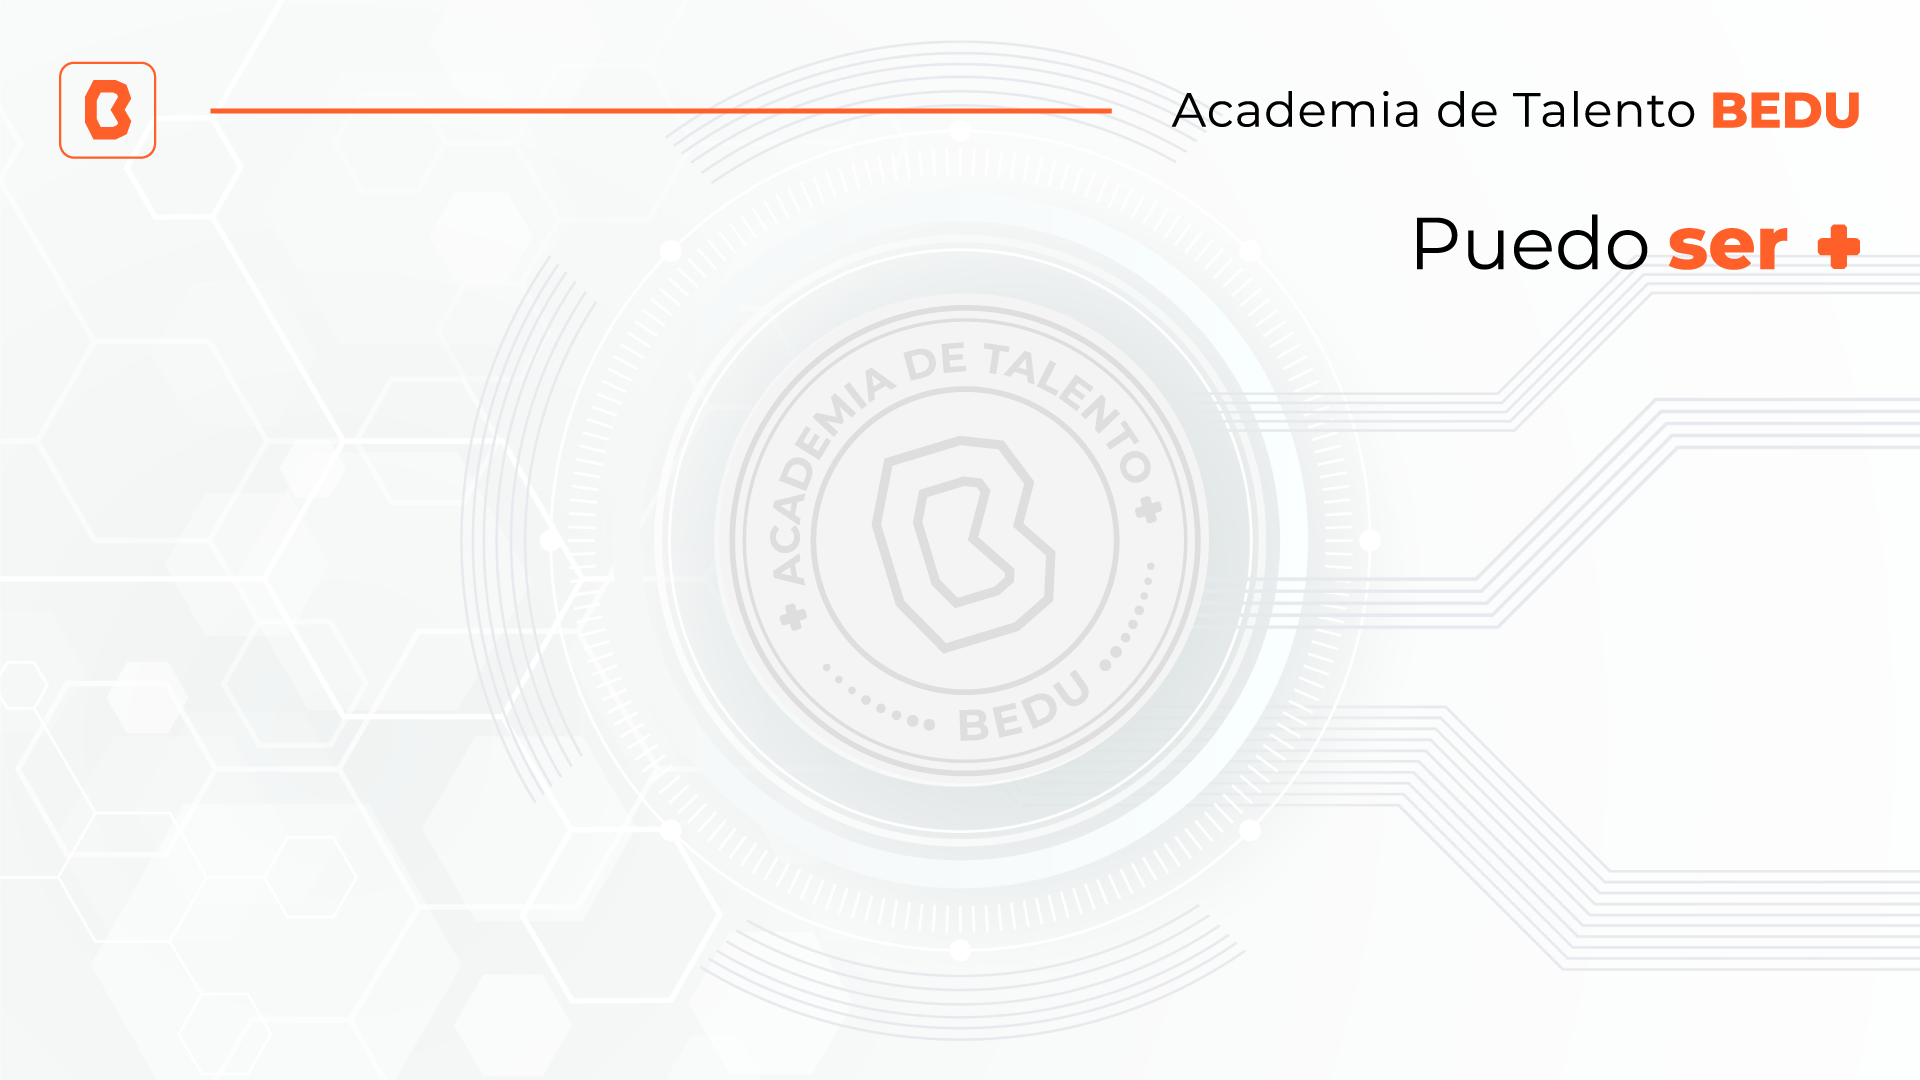 Academia de Talento BEDU
Puedo ser +
ACADEMIA DE TALENTO
BEDU